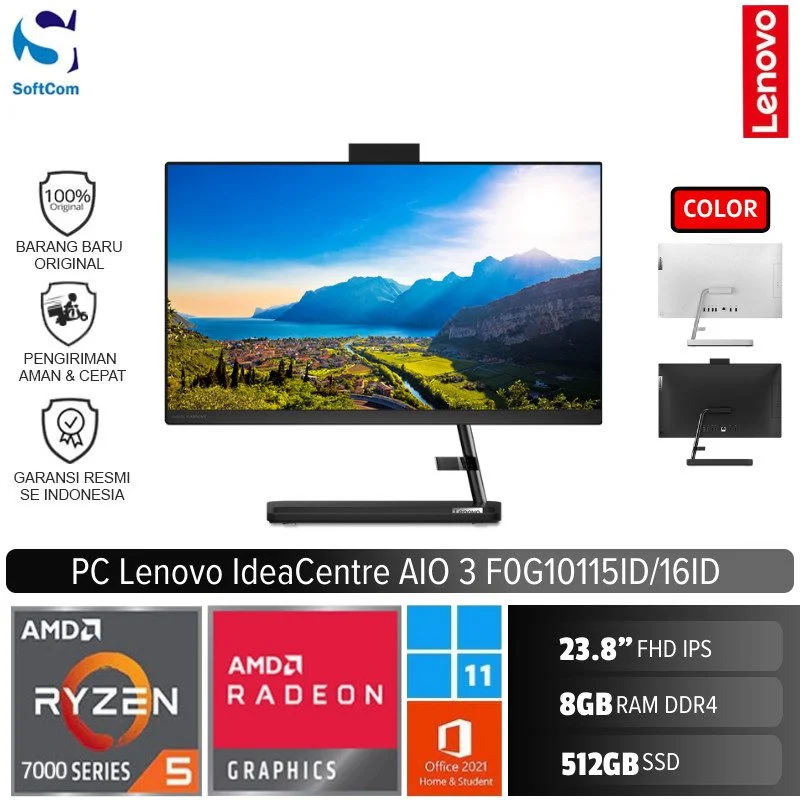 SoftCom
Lenovo
100%
Original
BARANG BARU
ORIGINAL
PENGIRIMAN
AMAN & CEPAT
GARANSI RESMI
SE INDONESIA
COLOR
Lenovo
PC Lenovo IdeaCentre AIO 3 F0G10115ID/16ID
AMD
RYZEN
7000 SERIES 5
AMD
RADEON
GRAPHICS
11
Office 2021
Home & Student
23.8” FHD IPS
8GB RAM DDR4
512GB SSD